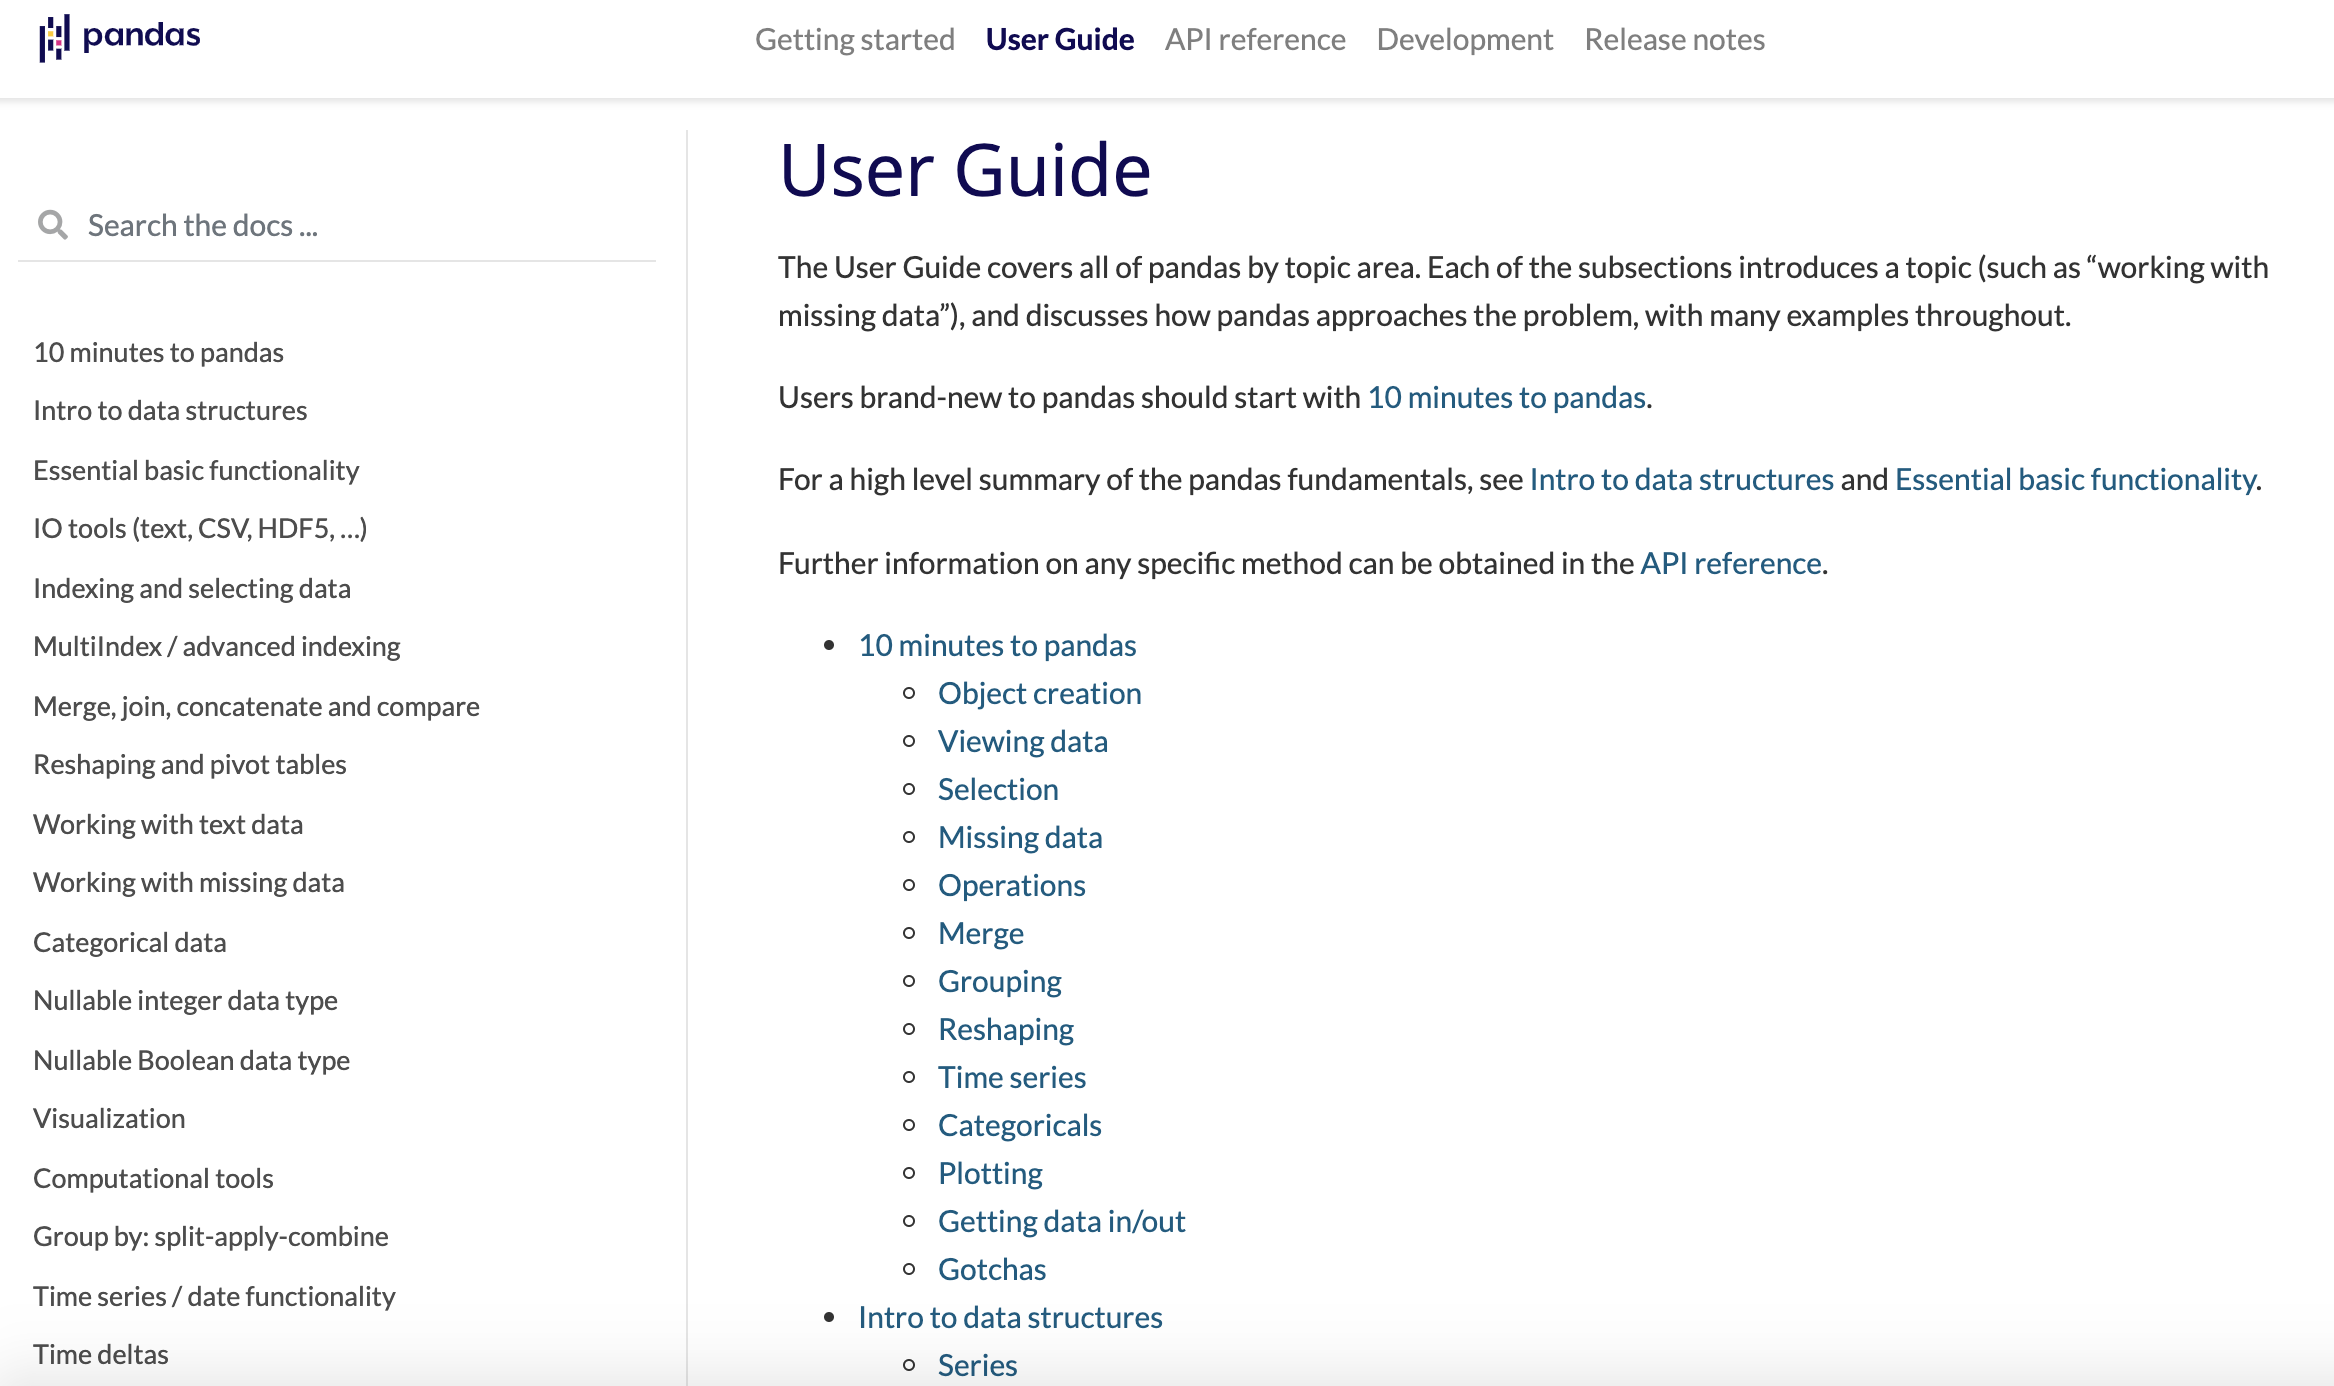 pandas
Getting started User Guide API reference Development Release notes
Search the docs ...
10 minutes to pandas
Intro to data structures
Essential basic functionality
IO tools (text, CSV, HDF5, …)
Indexing and selecting data
MultiIndex / advanced indexing
Merge, join, concatenate and compare
Reshaping and pivot tables
Working with text data
Working with missing data
Categorical data
Nullable integer data type
Nullable Boolean data type
Visualization
Computational tools
Group by: split-apply-combine
Time series / date functionality
Time deltas
User Guide
The User Guide covers all of pandas by topic area. Each of the subsections introduces a topic (such as “working with
missing data”), and discusses how pandas approaches the problem, with many examples throughout.
Users brand-new to pandas should start with 10 minutes to pandas.
For a high level summary of the pandas fundamentals, see Intro to data structures and Essential basic functionality.
Further information on any specific method can be obtained in the API reference.
10 minutes to pandas
Object creation
Viewing data
Selection
Missing data
Operations
Merge
Grouping
Reshaping
Time series
Categoricals
Plotting
Getting data in/out
Gotchas
Intro to data structures
Series